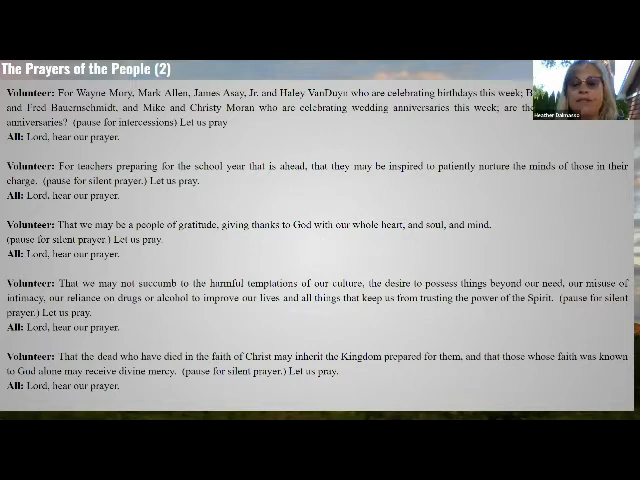 The Prayers of the People (2)
Volunteer: For Wayne Mory, Mark Allen, James Asay, Jr. and Haley VanDuyn who are celebrating birthdays this week; B
and Fred Bauernschmidt, and Mike and Christy Moran who are celebrating wedding anniversaries this week; are the
anniversaries? (pause for intercessions) Let us pray
All: Lord, hear our prayer.
Volunteer: For teachers preparing for the school year that is ahead, that they may be inspired to patiently nurture the minds of those in their
charge. (pause for silent prayer.) Let us pray.
All: Lord, hear our prayer.
Volunteer: That we may be a people of gratitude, giving thanks to God with our whole heart, and soul, and mind.
(pause for silent prayer.) Let us pray.
All: Lord, hear our prayer.
Volunteer: That we may not succumb to the harmful temptations of our culture, the desire to possess things beyond our need, our misuse of
intimacy, our reliance on drugs or alcohol to improve our lives and all things that keep us from trusting the power of the Spirit. (pause for silent
prayer.) Let us pray.
All: Lord, hear our prayer.
Volunteer: That the dead who have died in the faith of Christ may inherit the Kingdom prepared for them, and that those whose faith was known
to God alone may receive divine mercy. (pause for silent prayer.) Let us pray.
All: Lord, hear our prayer.
Heather Dalmasso